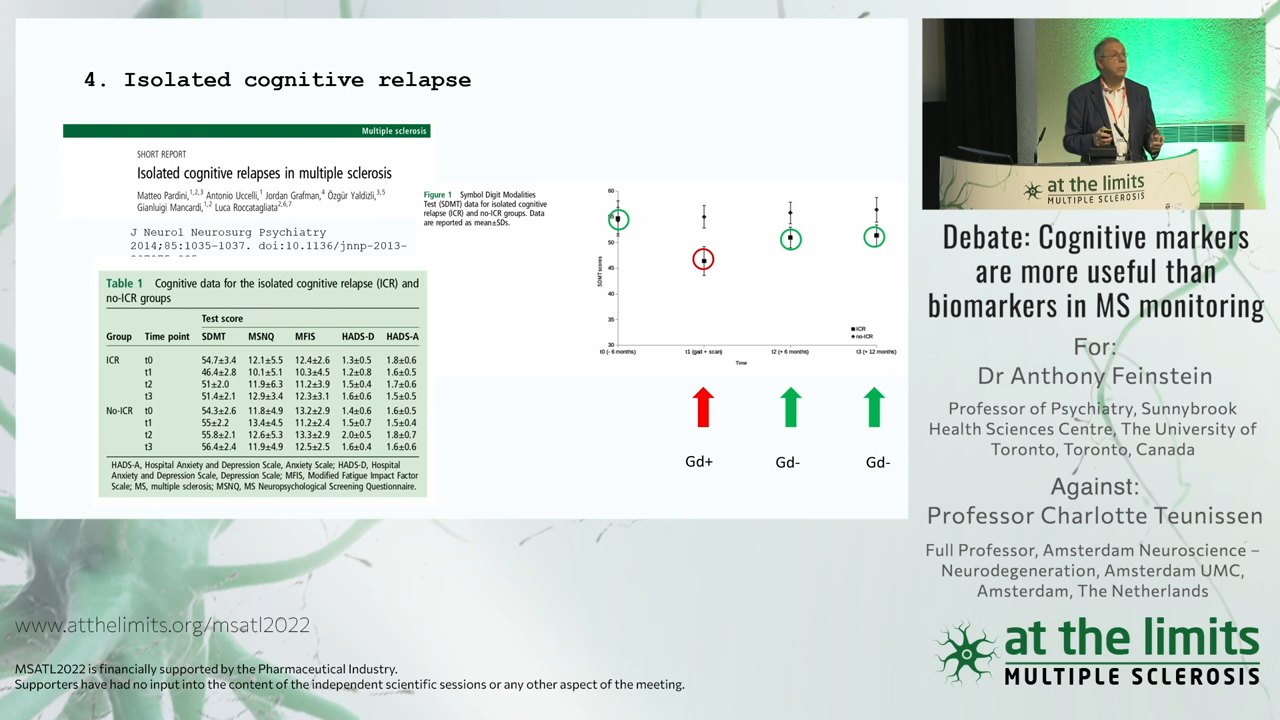 4. Isolated cognitive relapse
Multiple sclerosis
SHORT REPORT
Isolated cognitive relapses in multiple sclerosis
Matteo Pardini,1,2,3 Antonio Uccelli,1 Jordan Grafman,4 Özgür Yaldizli,3,5
Gianluigi Mancardi,1,2 Luca Roccatagliata2,6,7
J Neurol Neurosurg Psychiatry
2014;85:1035-1037. doi:10.1136/jnnp-2013-
Table 1 Cognitive data for the isolated cognitive relapse (ICR) and
no-ICR groups
Test score
Group Time point SDMT MSNQ MFIS HADS-D HADS-A
ICR t0 54.7±3.4 12.1±5.5 12.4±2.6 1.3±0.5 1.8±0.6
t1 46.4±2.8 10.1±5.1 10.3±4.5 1.2±0.8 1.6±0.5
t2 51±2.0 11.9±6.3 11.2±3.9 1.5±0.4 1.7±0.6
t3 51.4±2.1 12.9±3.4 12.3±3.1 1.6±0.6 1.5±0.5
No-ICR t0 54.3±2.6 11.8±4.9 13.2±2.9 1.4±0.6 1.6±0.5
t1 55±2.2 13.4±4.5 11.2±2.4 1.5±0.7 1.5±0.4
t2 55.8±2.1 12.6±5.3 13.3±2.9 2.0±0.5 1.8±0.7
t3 56.4±2.4 11.9±4.9 12.5±2.5 1.6±0.4 1.6±0.6
HADS-A, Hospital Anxiety and Depression Scale, Anxiety Scale; HADS-D, Hospital
Anxiety and Depression Scale, Depression Scale; MFIS, Modified Fatigue Impact Factor
Scale; MS, multiple sclerosis; MSNQ, MS Neuropsychological Screening Questionnaire.
Figure 1 Symbol Digit Modalities
Test (SDMT) data for isolated cognitive
relapse (ICR) and no-ICR groups. Data
are reported as mean±SDs.
SDMT scores
60
55
50
45
40
35
30
ICR
no-ICR
t0 (- 6 months) t1 (gad + scan) t2 (+ 6 months) t3 (+ 12 months)
Time
Gd+ Gd- Gd-
at the limits
MULTIPLE SCLEROSIS
Debate: Cognitive markers
are more useful than
biomarkers in MS monitoring
For:
Dr Anthony Feinstein
Professor of Psychiatry, Sunnybrook
Health Sciences Centre, The University of
Toronto, Toronto, Canada
Against:
Professor Charlotte Teunissen
Full Professor, Amsterdam Neuroscience –
Neurodegeneration, Amsterdam UMC,
Amsterdam, The Netherlands
at the limits
MULTIPLE SCLEROSIS
www.atthelimits.org/msatl2022
MSATL2022 is financially supported by the Pharmaceutical Industry.
Supporters have had no input into the content of the independent scientific sessions or any other aspect of the meeting.